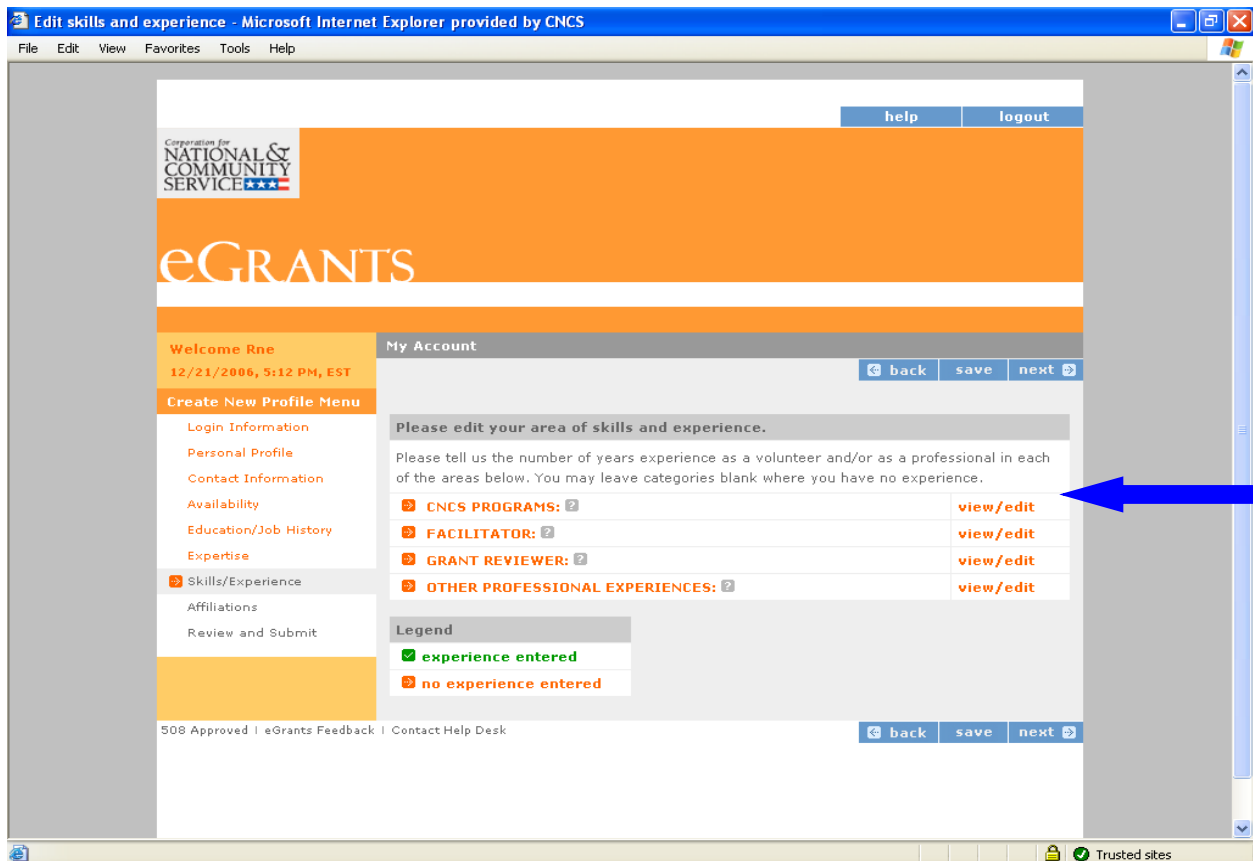 Edit skills and experience - Microsoft Internet Explorer provided by CNCS
File Edit View Favorites Tools Help
help logout
Corporation for
NATIONAL &
COMMUNITY
SERVICE
eGRANTS
Welcome Rne
12/21/2006, 5:12 PM, EST
My Account
back save next
Create New Profile Menu
Login Information
Personal Profile
Contact Information
Availability
Education/Job History
Expertise
Skills/Experience
Affiliations
Review and Submit
Please edit your area of skills and experience.
Please tell us the number of years experience as a volunteer and/or as a professional in each
of the areas below. You may leave categories blank where you have no experience.
CNCS PROGRAMS: ? view/edit
FACILITATOR: ? view/edit
GRANT REVIEWER: ? view/edit
OTHER PROFESSIONAL EXPERIENCES: ? view/edit
Legend
experience entered
no experience entered
508 Approved | eGrants Feedback | Contact Help Desk
back save next
Trusted sites